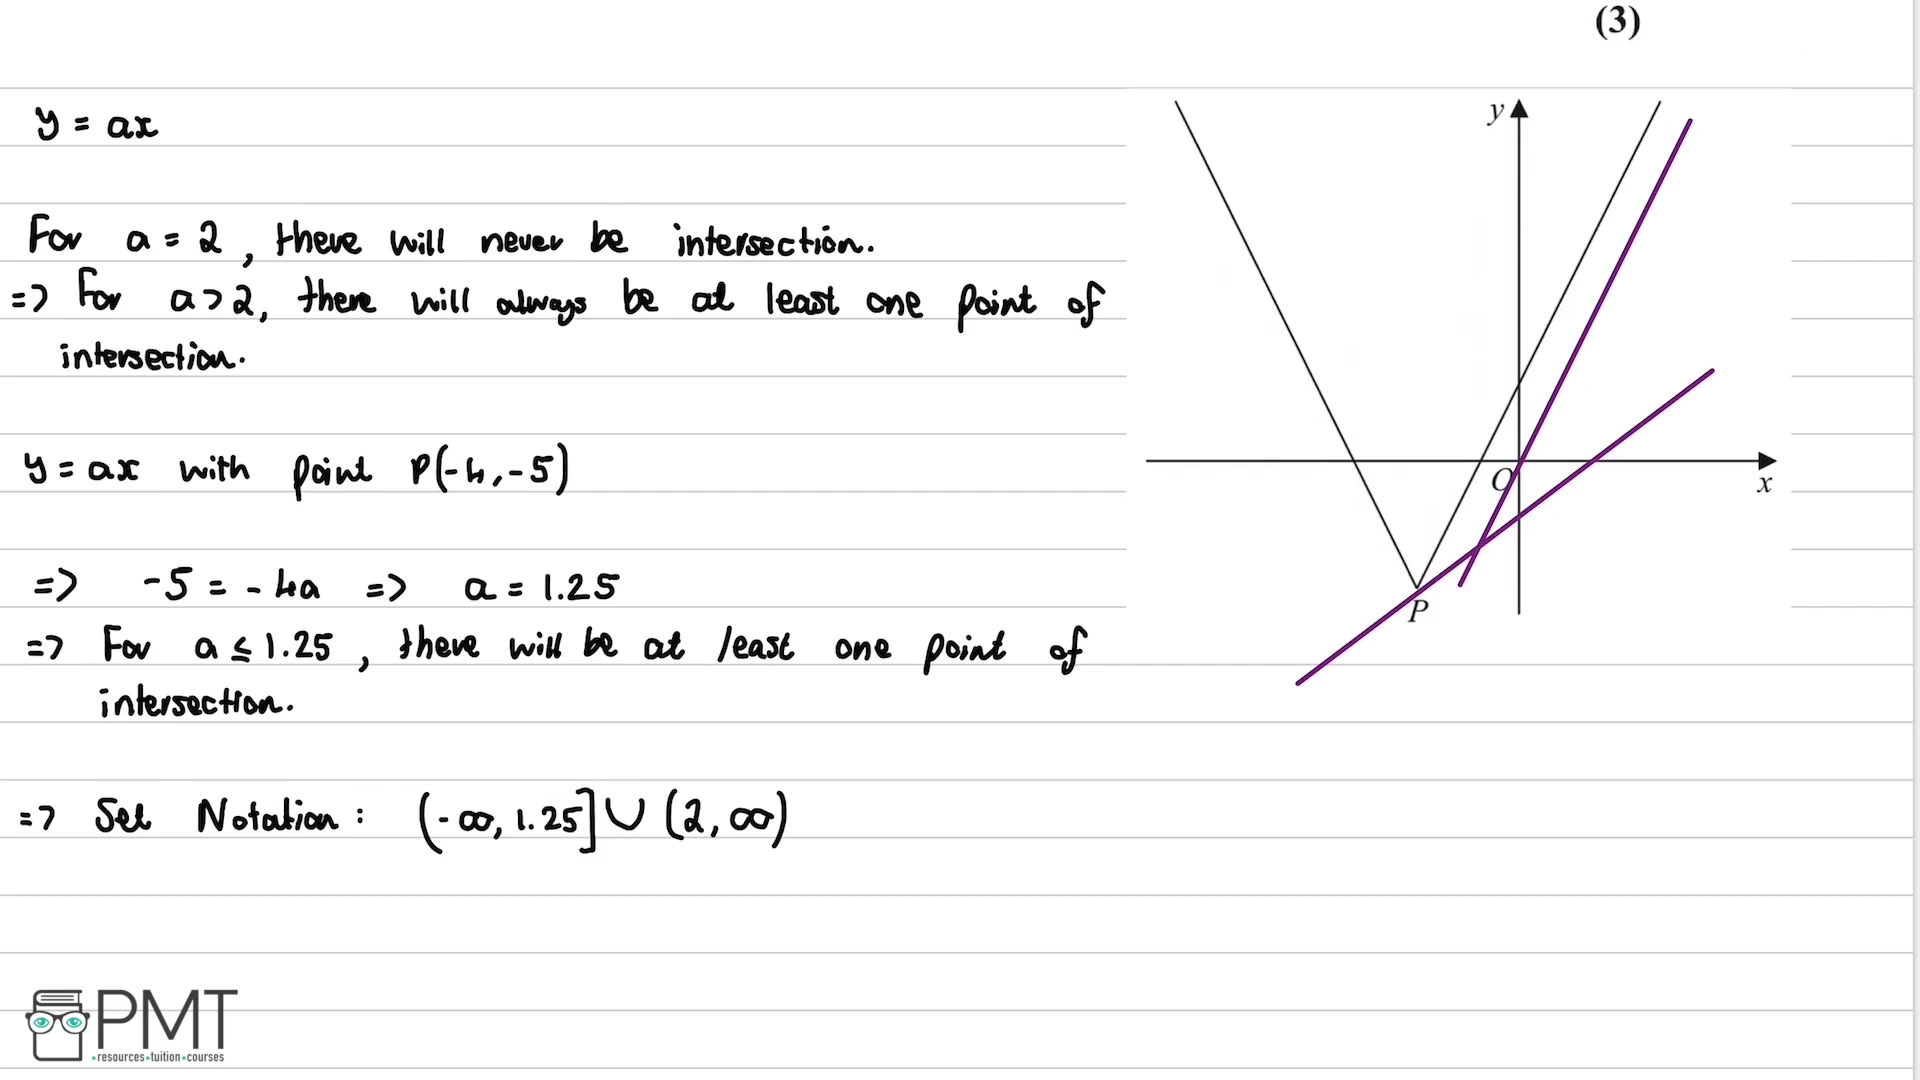 (3)
y = ax
For a = 2, there will never be intersection.
=> For a > 2, there will always be at least one point of
intersection.
y = ax with point P(-4, -5)
=> -5 = -4a => a = 1.25
=> For a ≤ 1.25, there will be at least one point of
intersection.
=> Set Notation: (-∞, 1.25] ∪ (2, ∞)
y
O
x
P
PMT
•resources•tuition•courses